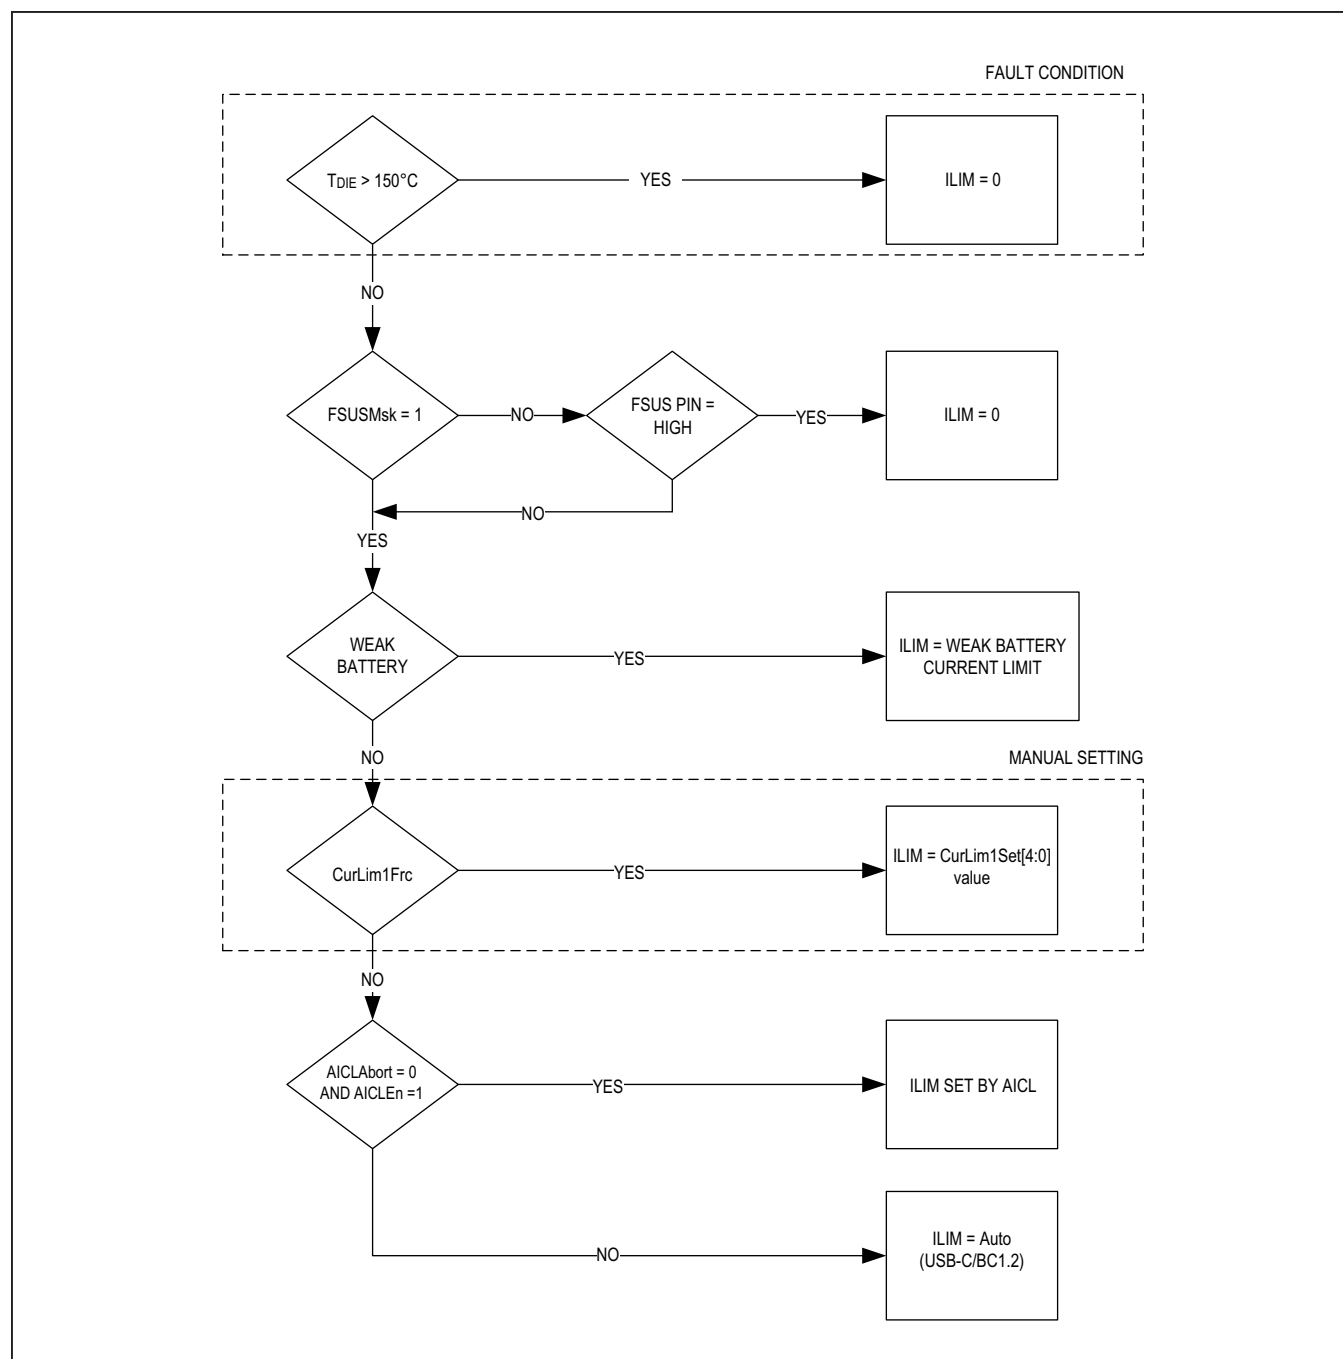 FAULT CONDITION
TDIE > 150°C
YES
ILIM = 0
NO
FSUSMsk = 1
NO
FSUS PIN =
HIGH
YES
ILIM = 0
NO
YES
WEAK
BATTERY
YES
ILIM = WEAK BATTERY
CURRENT LIMIT
NO
MANUAL SETTING
CurLim1Frc
YES
ILIM = CurLim1Set[4:0]
value
NO
AICLAbort = 0
AND AICLEn =1
YES
ILIM SET BY AICL
NO
ILIM = Auto
(USB-C/BC1.2)